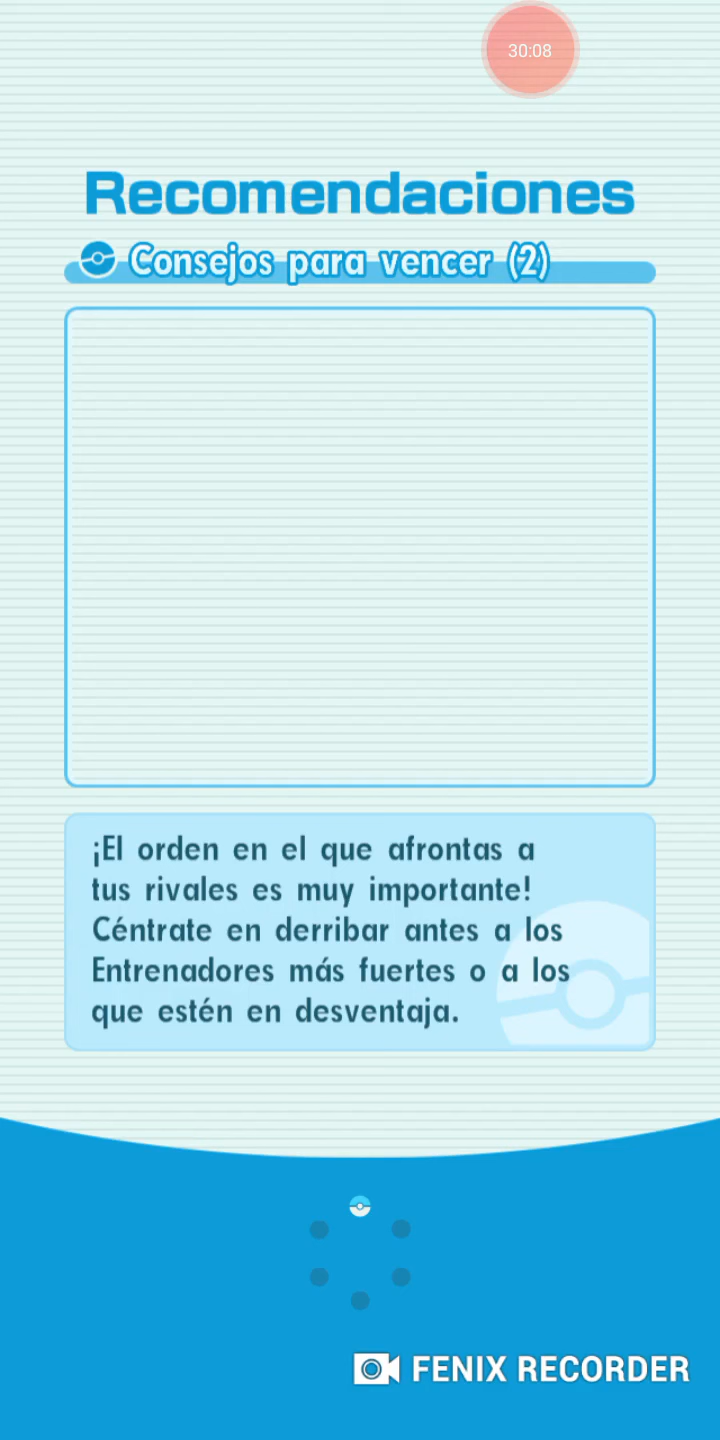 30:08
Recomendaciones
Consejos para vencer (2)
¡El orden en el que afrontas a
tus rivales es muy importante!
Céntrate en derribar antes a los
Entrenadores más fuertes o a los
que estén en desventaja.
FENIX RECORDER